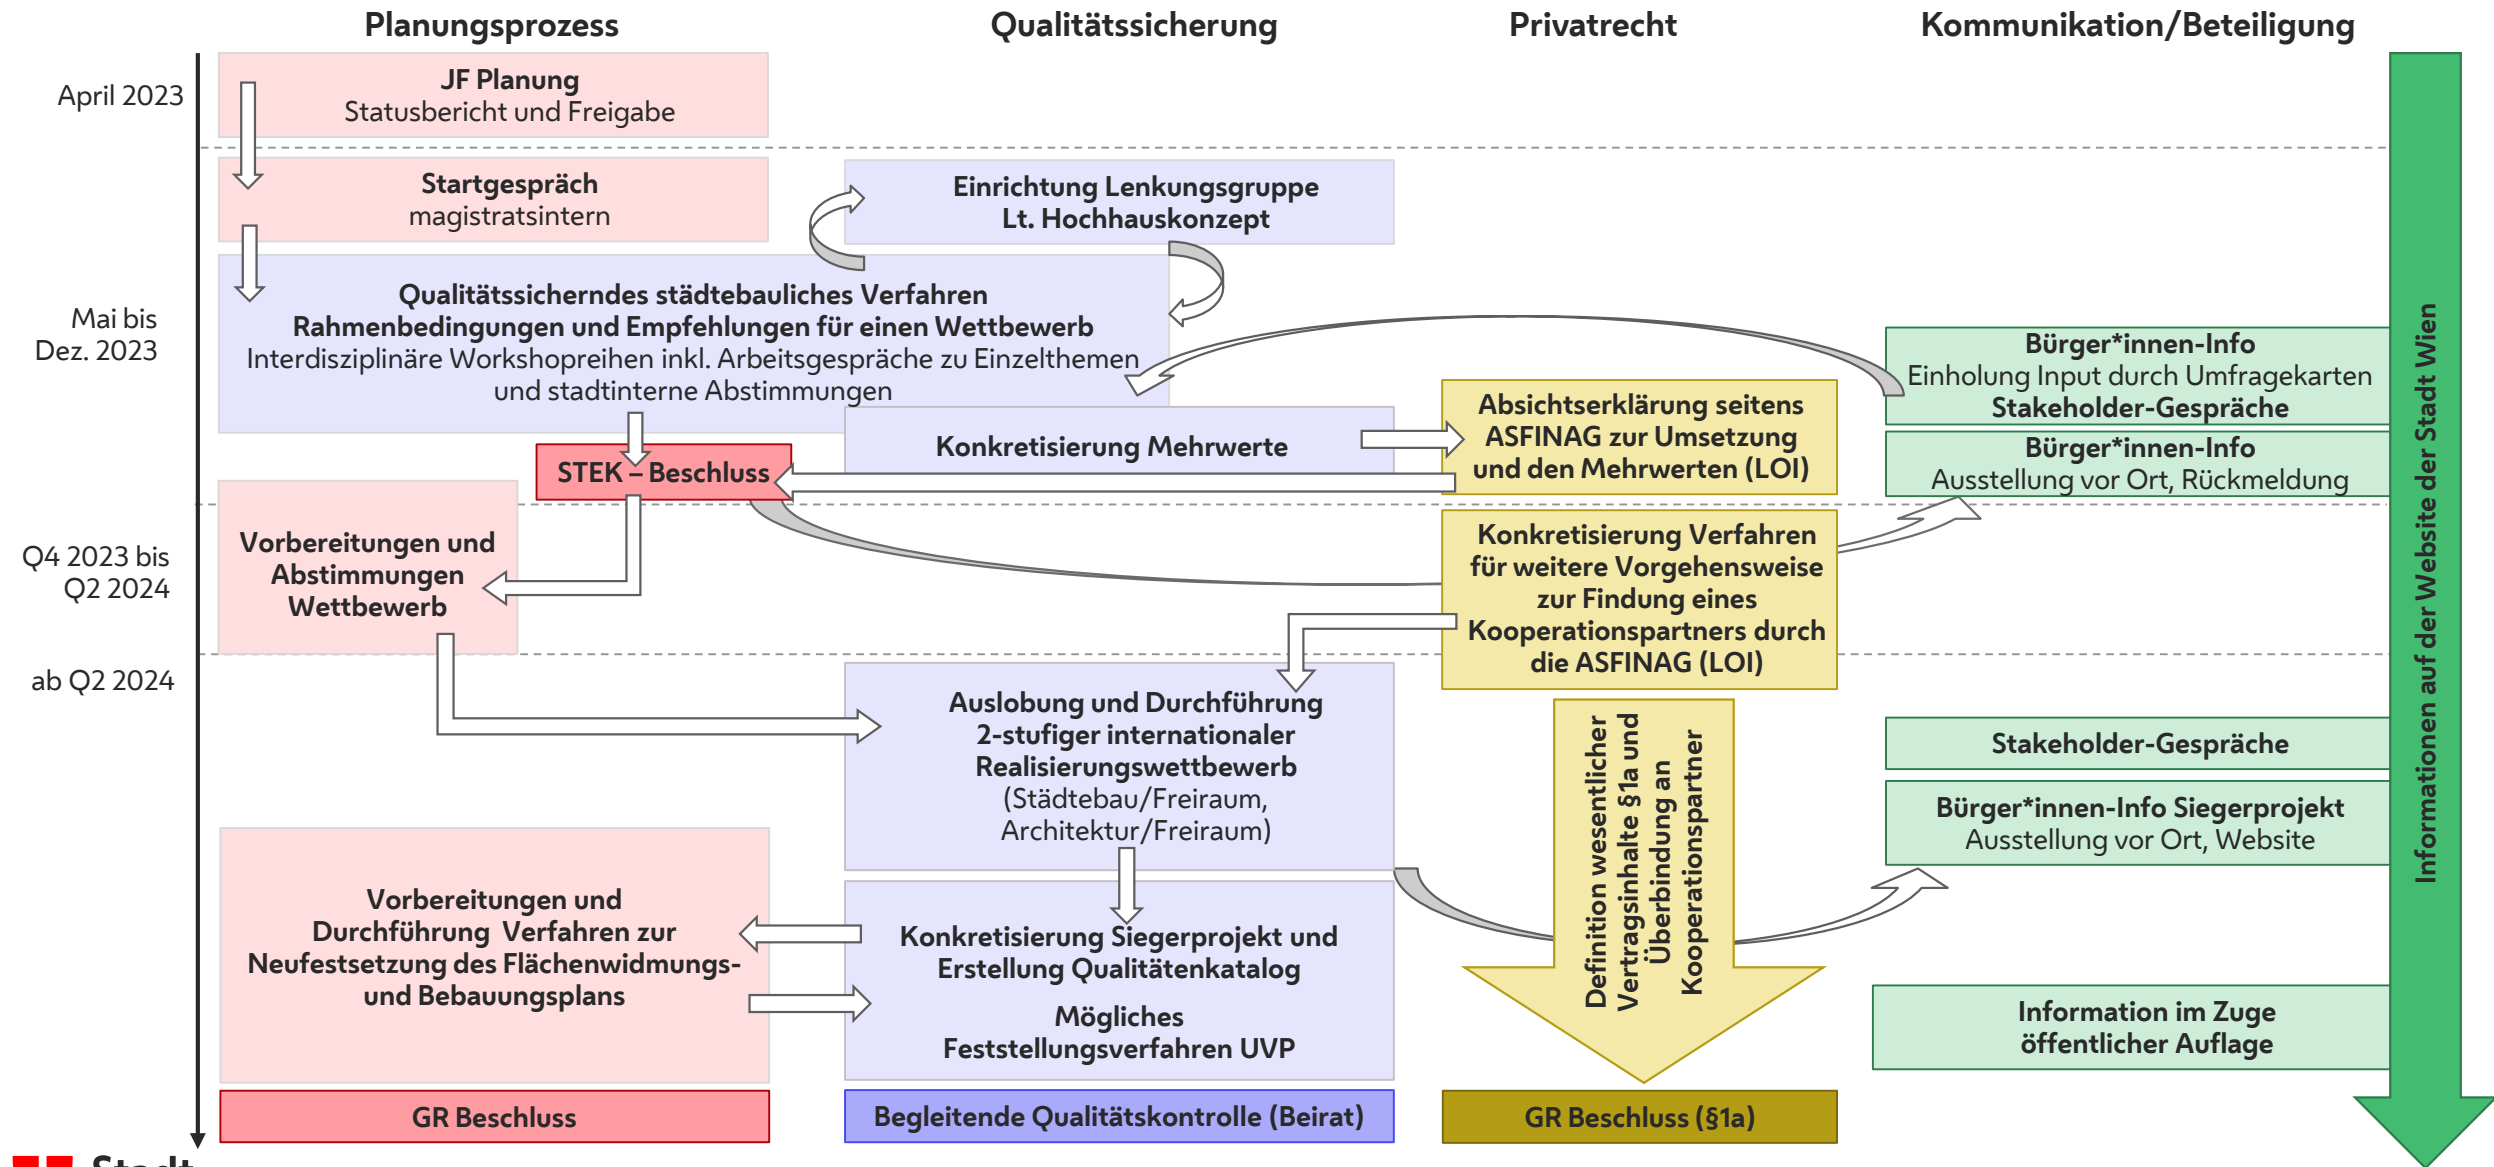 Planungsprozess
Qualitätssicherung
Privatrecht
Kommunikation/Beteiligung
April 2023
JF Planung
Statusbericht und Freigabe
Startgespräch
magistratsintern
Einrichtung Lenkungsgruppe
Lt. Hochhauskonzept
Mai bis
Dez. 2023
Qualitätssicherndes städtebauliches Verfahren
Rahmenbedingungen und Empfehlungen für einen Wettbewerb
Interdisziplinäre Workshopreihen inkl. Arbeitsgespräche zu Einzelthemen
und stadtinterne Abstimmungen
Konkretisierung Mehrwerte
Absichtserklärung seitens
ASFINAG zur Umsetzung
und den Mehrwerten (LOI)
Bürger*innen-Info
Einholung Input durch Umfragekarten
Stakeholder-Gespräche
Bürger*innen-Info
Ausstellung vor Ort, Rückmeldung
STEK – Beschluss
Q4 2023 bis
Q2 2024
Vorbereitungen und
Abstimmungen
Wettbewerb
Konkretisierung Verfahren
für weitere Vorgehensweise
zur Findung eines
Kooperationspartners durch
die ASFINAG (LOI)
ab Q2 2024
Auslobung und Durchführung
2-stufiger internationaler
Realisierungswettbewerb
(Städtebau/Freiraum,
Architektur/Freiraum)
Definition wesentlicher
Vertragsinhalte §1a und
Überbindung an
Kooperationspartner
Stakeholder-Gespräche
Bürger*innen-Info Siegerprojekt
Ausstellung vor Ort, Website
Vorbereitungen und
Durchführung  Verfahren zur
Neufestsetzung des Flächenwidmungs-
und Bebauungsplans
Konkretisierung Siegerprojekt und
Erstellung Qualitätenkatalog
Mögliches
Feststellungsverfahren UVP
Information im Zuge
öffentlicher Auflage
GR Beschluss
Begleitende Qualitätskontrolle (Beirat)
GR Beschluss (§1a)
Informationen auf der Website der Stadt Wien
Stadt